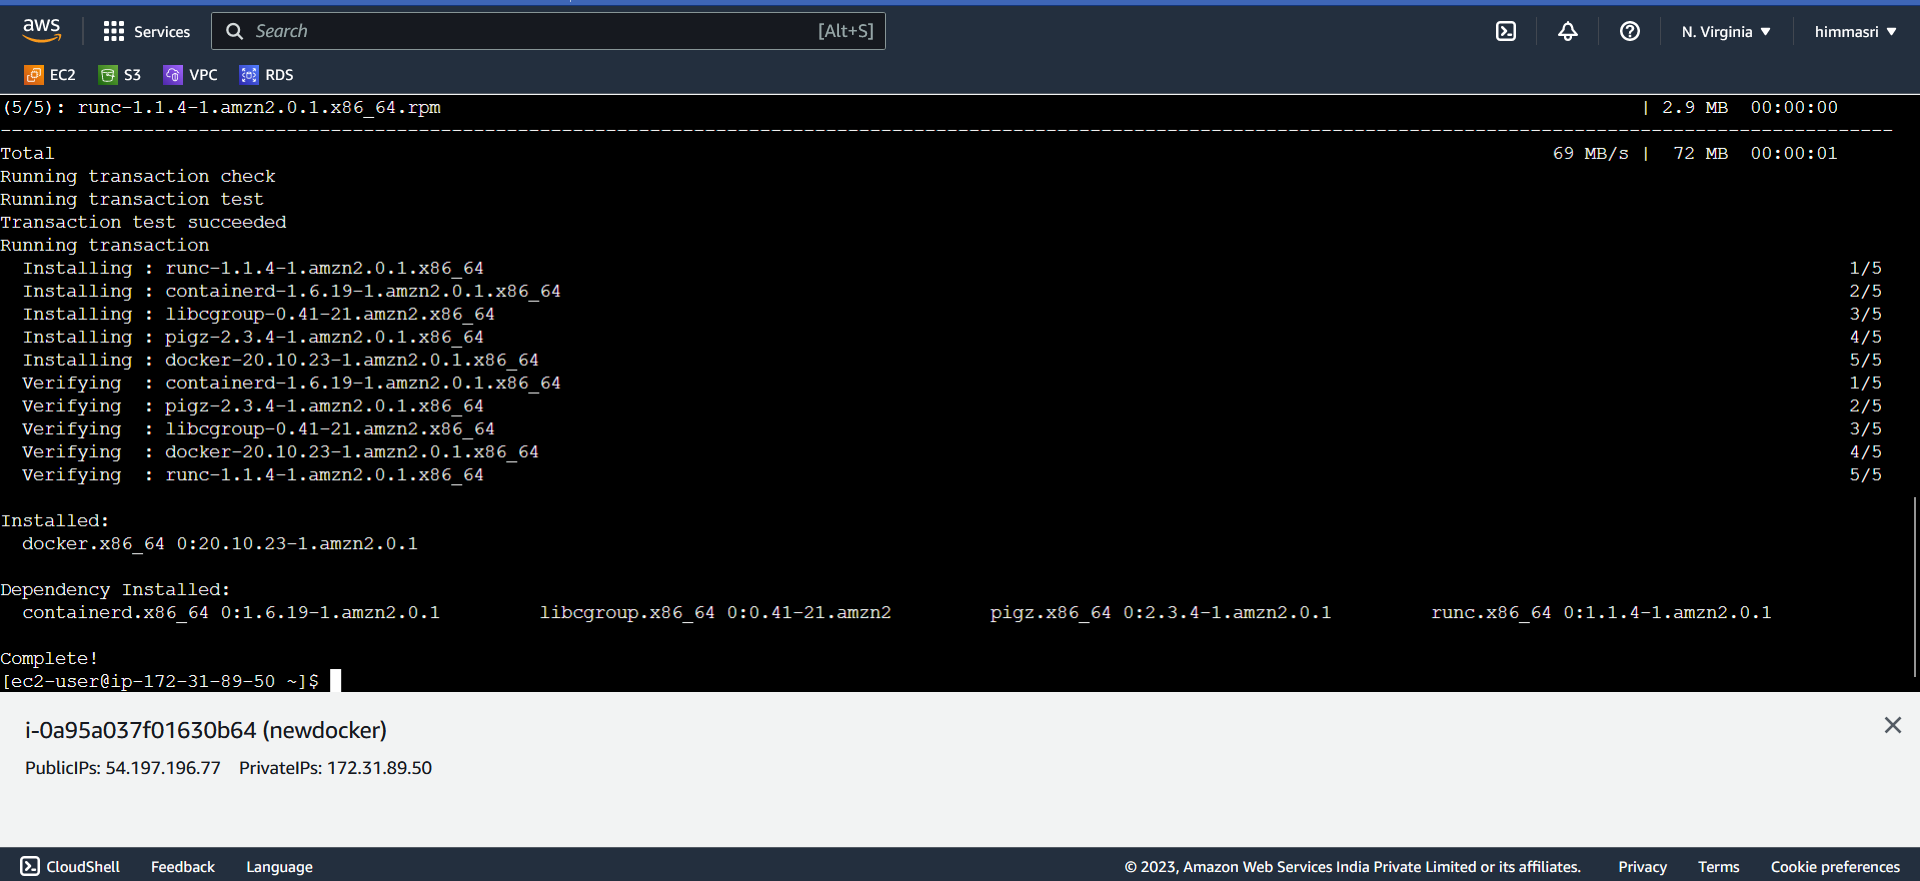 aws Services Search [Alt+S] N. Virginia ▼ himmasri ▼
EC2 S3 VPC RDS
(5/5): runc-1.1.4-1.amzn2.0.1.x86_64.rpm | 2.9 MB 00:00:00
--------------------------------------------------------------------------------------------------------------------------------------------------------------------
Total 69 MB/s | 72 MB 00:00:01
Running transaction check
Running transaction test
Transaction test succeeded
Running transaction
Installing : runc-1.1.4-1.amzn2.0.1.x86_64 1/5
Installing : containerd-1.6.19-1.amzn2.0.1.x86_64 2/5
Installing : libcgroup-0.41-21.amzn2.x86_64 3/5
Installing : pigz-2.3.4-1.amzn2.0.1.x86_64 4/5
Installing : docker-20.10.23-1.amzn2.0.1.x86_64 5/5
Verifying : containerd-1.6.19-1.amzn2.0.1.x86_64 1/5
Verifying : pigz-2.3.4-1.amzn2.0.1.x86_64 2/5
Verifying : libcgroup-0.41-21.amzn2.x86_64 3/5
Verifying : docker-20.10.23-1.amzn2.0.1.x86_64 4/5
Verifying : runc-1.1.4-1.amzn2.0.1.x86_64 5/5
Installed:
docker.x86_64 0:20.10.23-1.amzn2.0.1
Dependency Installed:
containerd.x86_64 0:1.6.19-1.amzn2.0.1 libcgroup.x86_64 0:0.41-21.amzn2 pigz.x86_64 0:2.3.4-1.amzn2.0.1 runc.x86_64 0:1.1.4-1.amzn2.0.1
Complete!
[ec2-user@ip-172-31-89-50 ~]$
i-0a95a037f01630b64 (newdocker)
PublicIPs: 54.197.196.77 PrivateIPs: 172.31.89.50
CloudShell Feedback Language © 2023, Amazon Web Services India Private Limited or its affiliates. Privacy Terms Cookie preferences